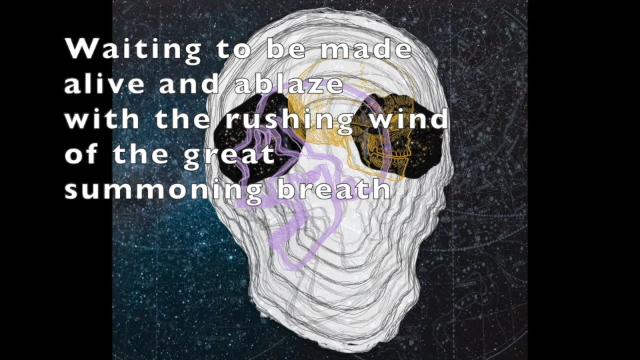 Waiting to be made
alive and ablaze
with the rushing wind
of the great
summoning breath